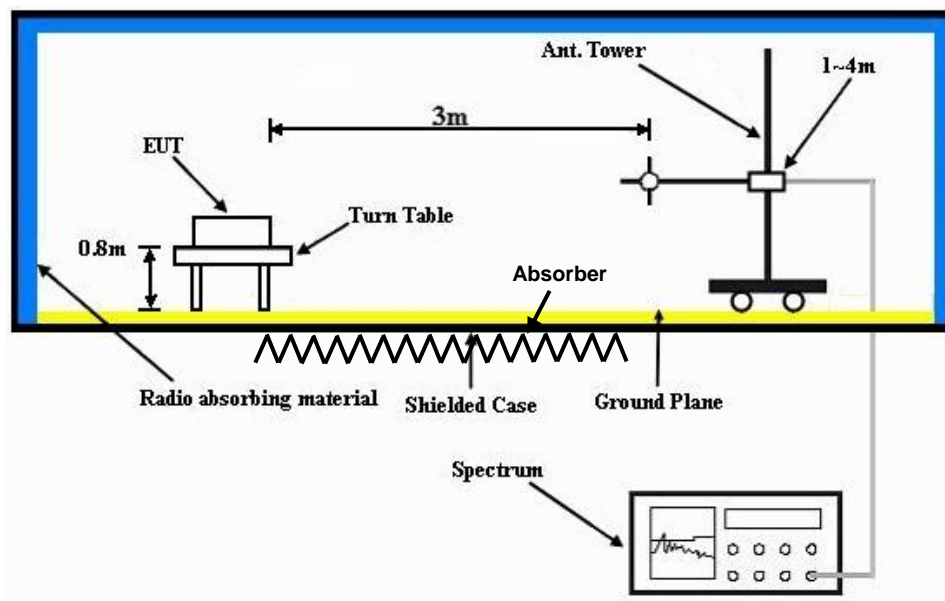 Ant. Tower
1~4m
3m
EUT
Turn Table
0.8m
Absorber
Radio absorbing material
Shielded Case
Ground Plane
Spectrum